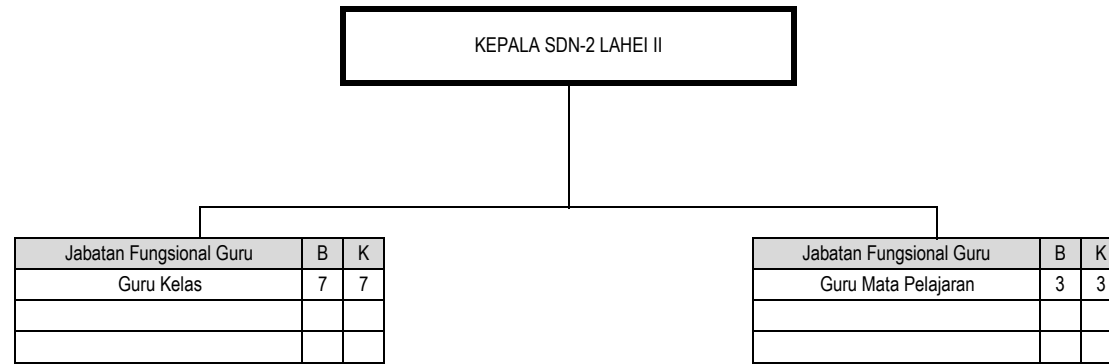 KEPALA SDN-2 LAHEI II
Jabatan Fungsional Guru B K
Guru Kelas 7 7
Jabatan Fungsional Guru B K
Guru Mata Pelajaran 3 3